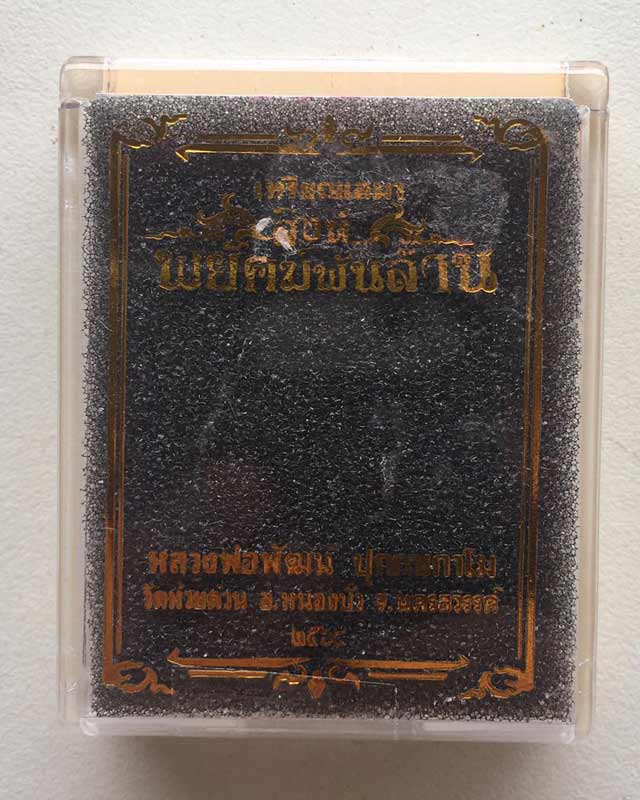 เหรียญเสมา
สิงห์
พยัคฆ์พันล้าน
หลวงพ่อพัฒน์ ปุญฺญกาโม
วัดห้วยด้วน อ.หนองบัว จ.นครสวรรค์